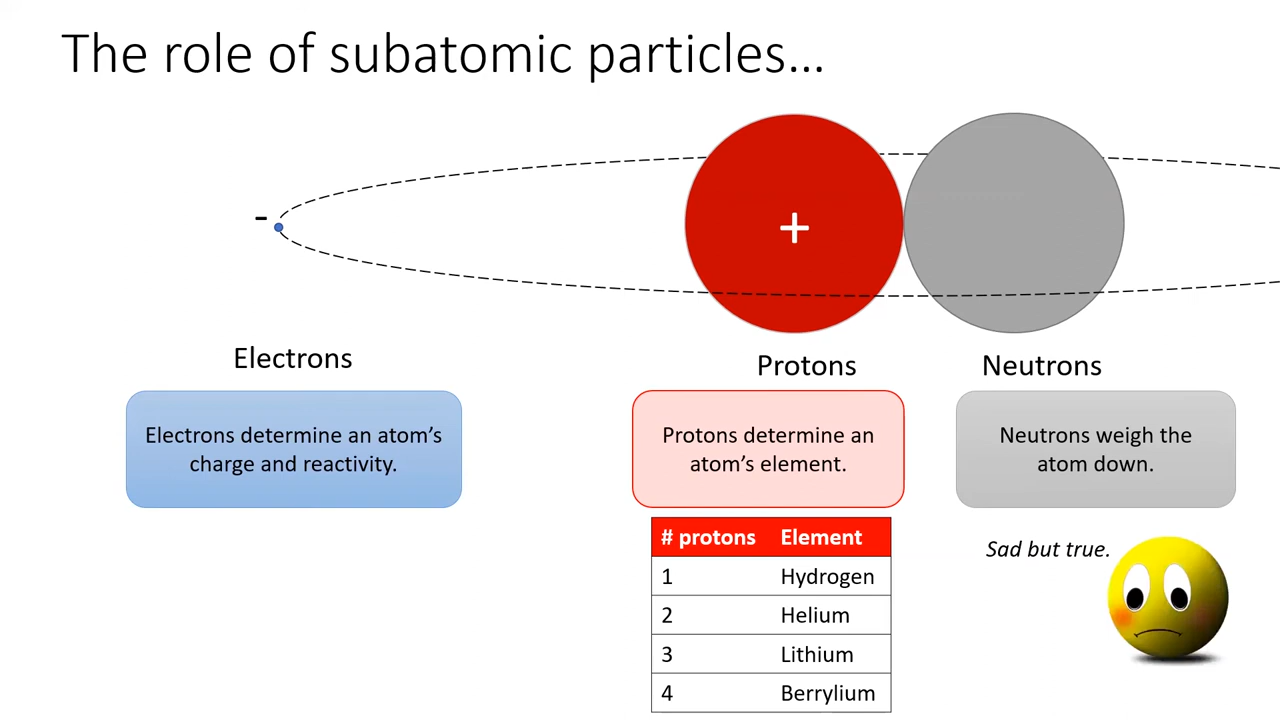 The role of subatomic particles...
-
+
Electrons
Protons
Neutrons
Electrons determine an atom's
charge and reactivity.
Protons determine an
atom's element.
Neutrons weigh the
atom down.
# protons Element
1 Hydrogen
2 Helium
3 Lithium
4 Berrylium
Sad but true.